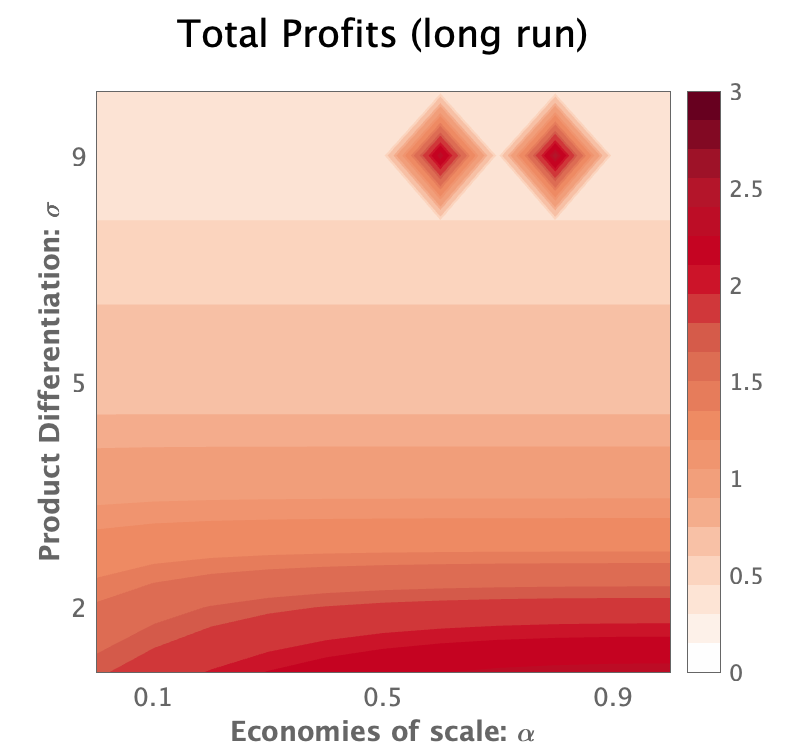 Total Profits (long run)
3
9
2.5
Product Differentiation: σ
2
5
1.5
1
0.5
2
0
0.1 0.5 0.9
Economies of scale: α